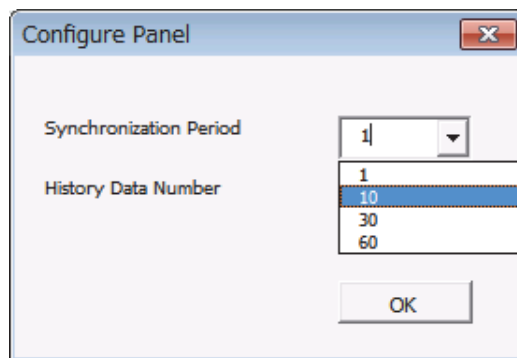 Configure Panel
Synchronization Period
1
History Data Number
1
10
30
60
OK